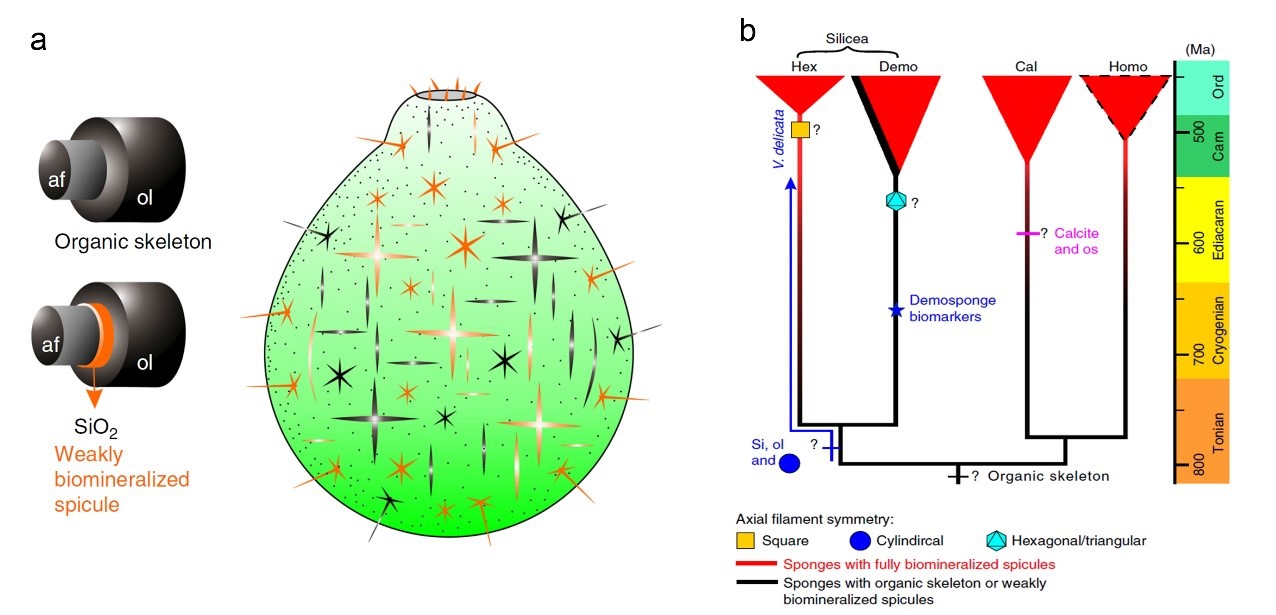 a
af
ol
Organic skeleton
af
ol
SiO2
Weakly
biomineralized
spicule
b
Silicea
Hex
Demo
Cal
Homo
(Ma)
Ord
500
Cam
V. delicata
?
?
? Calcite
and os
600
Ediacaran
Demosponge
biomarkers
700
Cryogenian
Si, ol
and
?
? Organic skeleton
800
Tonian
Axial filament symmetry:
Square
Cylindircal
Hexagonal/triangular
Sponges with fully biomineralized spicules
Sponges with organic skeleton or weakly
biomineralized spicules